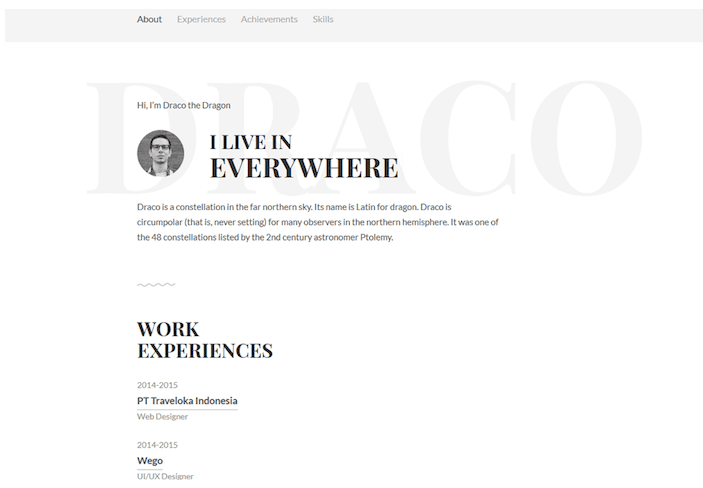 About Experiences Achievements Skills
DRACO
Hi, I'm Draco the Dragon
I LIVE IN
EVERYWHERE
Draco is a constellation in the far northern sky. Its name is Latin for dragon. Draco is
circumpolar (that is, never setting) for many observers in the northern hemisphere. It was one of
the 48 constellations listed by the 2nd century astronomer Ptolemy.
WORK
EXPERIENCES
2014-2015
PT Traveloka Indonesia
Web Designer
2014-2015
Wego
UI/UX Designer